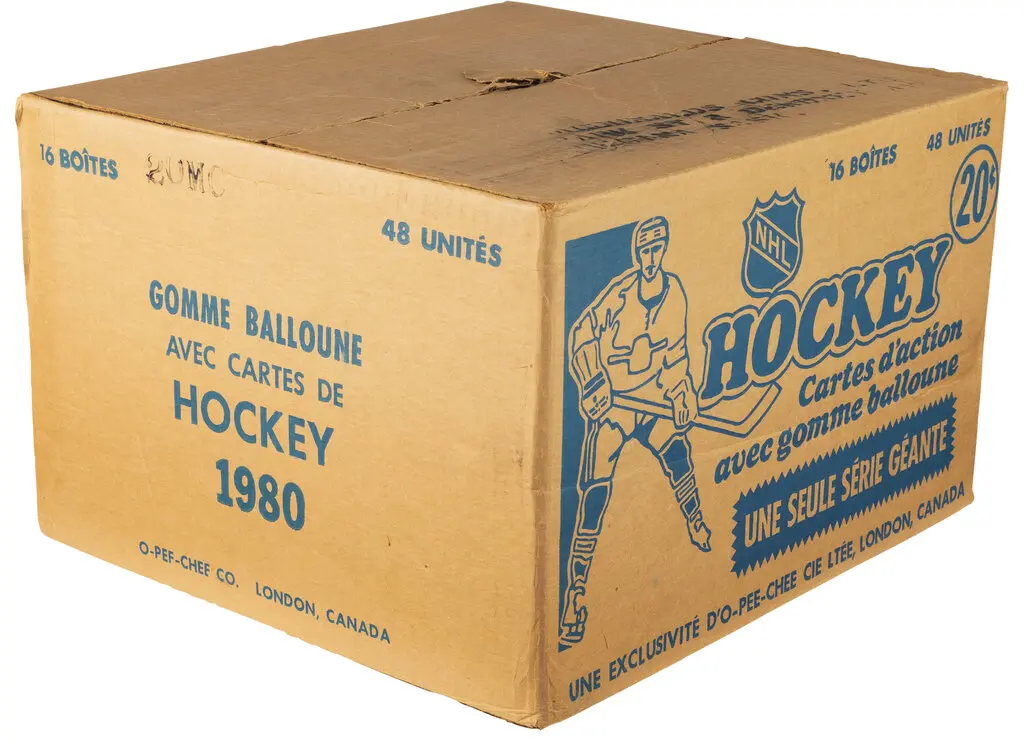 16 BOÎTES
48 UNITÉS
GOMME BALLOUNE
AVEC CARTES DE
HOCKEY
1980
O-PEE-CHEE CO. LONDON, CANADA
16 BOÎTES
48 UNITÉS
20¢
NHL
HOCKEY
Cartes d'action
avec gomme balloune
UNE SEULE SÉRIE GÉANTE
UNE EXCLUSIVITÉ D'O-PEE-CHEE CIE LTÉE, LONDON, CANADA